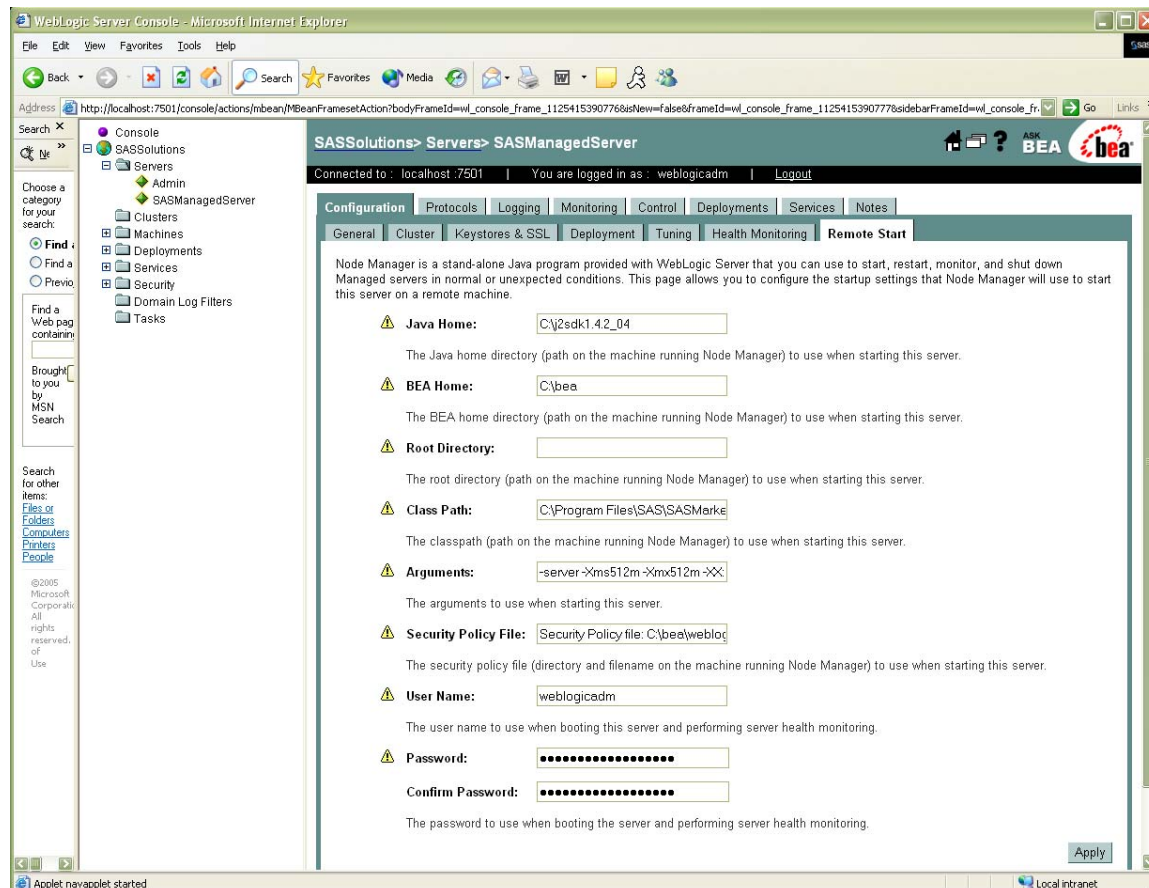 WebLogic Server Console - Microsoft Internet Explorer
File Edit View Favorites Tools Help
Back Search Favorites Media
Address http://localhost:7501/console/actions/mbean/MBeanFramesetAction?bodyFrameId=wl_console_frame_1125415390776&isNew=false&frameId=wl_console_frame_1125415390777&sidebarFrameId=wl_console_fr. Go Links
Search
Choose a
category
for your
search:
Find a
Find a
Previo
Find a
Web pag
containing
Brought
to you
by
MSN
Search
Search
for other
items:
Files or
Folders
Computers
Printers
People
©2005
Microsoft
Corporatio
All
rights
reserved.
of
Use
Console
SASSolutions
Servers
Admin
SASManagedServer
Clusters
Machines
Deployments
Services
Security
Domain Log Filters
Tasks
SASSolutions> Servers> SASManagedServer
ASK BEA bea
Connected to : localhost :7501 | You are logged in as : weblogicadm | Logout
Configuration Protocols Logging Monitoring Control Deployments Services Notes
General Cluster Keystores & SSL Deployment Tuning Health Monitoring Remote Start
Node Manager is a stand-alone Java program provided with WebLogic Server that you can use to start, restart, monitor, and shut down
Managed servers in normal or unexpected conditions. This page allows you to configure the startup settings that Node Manager will use to start
this server on a remote machine.
Java Home: C:\j2sdk1.4.2_04
The Java home directory (path on the machine running Node Manager) to use when starting this server.
BEA Home: C:\bea
The BEA home directory (path on the machine running Node Manager) to use when starting this server.
Root Directory:
The root directory (path on the machine running Node Manager) to use when starting this server.
Class Path: C:\Program Files\SAS\SASMarke
The classpath (path on the machine running Node Manager) to use when starting this server.
Arguments: -server -Xms512m -Xmx512m -XX:
The arguments to use when starting this server.
Security Policy File: Security Policy file: C:\bea\weblog
The security policy file (directory and filename on the machine running Node Manager) to use when starting this server.
User Name: weblogicadm
The user name to use when booting this server and performing server health monitoring.
Password: ●●●●●●●●●●●●●●●●●●
Confirm Password: ●●●●●●●●●●●●●●●●●●
The password to use when booting the server and performing server health monitoring.
Apply
Applet navapplet started
Local intranet